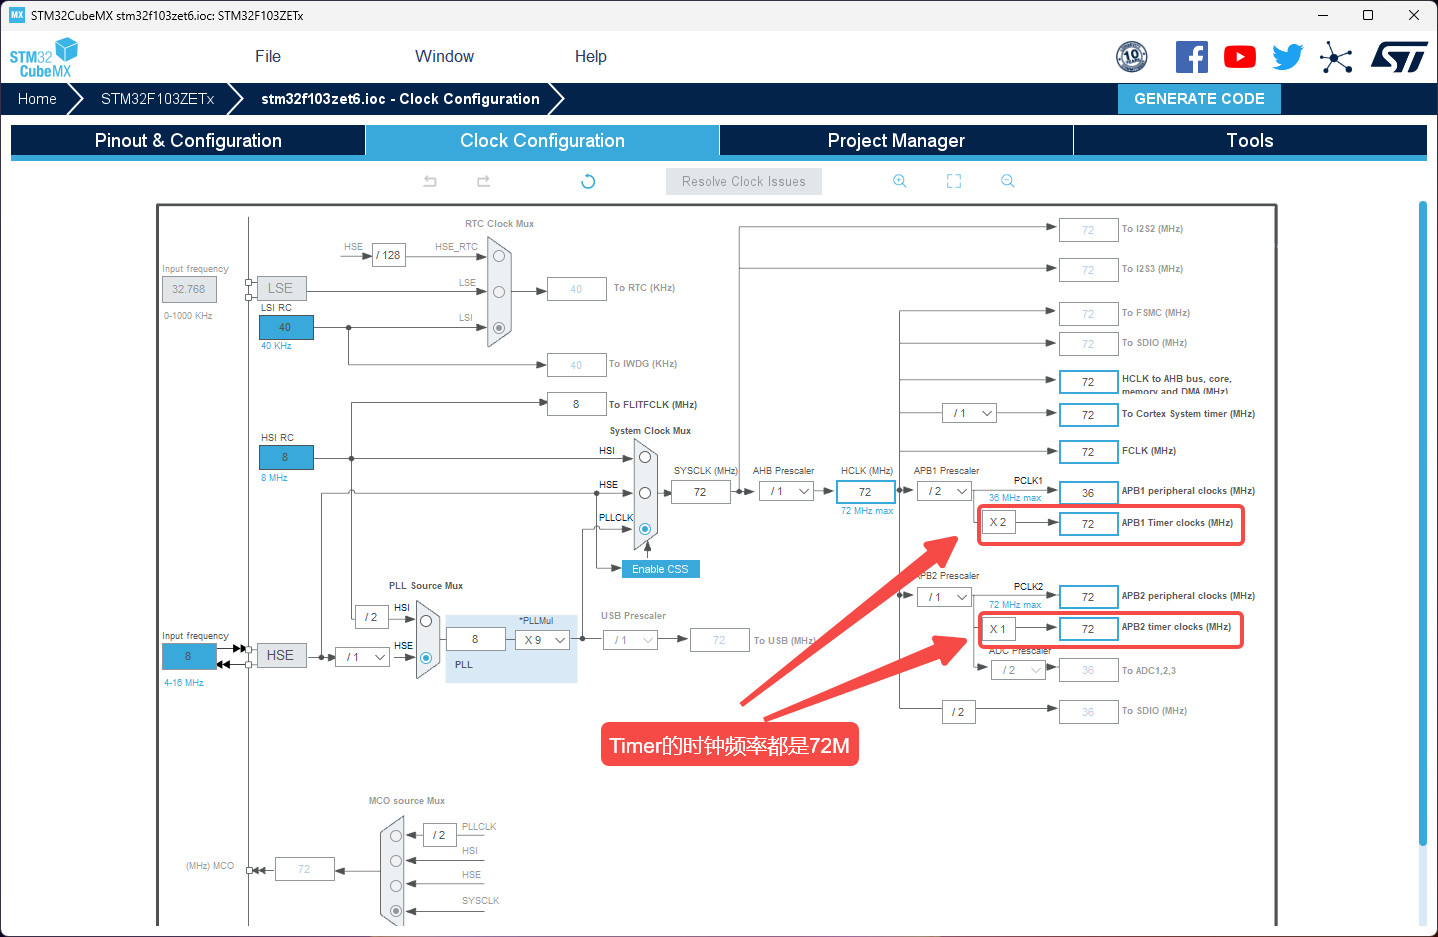 MX STM32CubeMX stm32f103zet6.ioc: STM32F103ZETx
STM32
CubeMX
File
Window
Help
10
ST
Home
STM32F103ZETx
stm32f103zet6.ioc - Clock Configuration
GENERATE CODE
Pinout & Configuration
Clock Configuration
Project Manager
Tools
Resolve Clock Issues
RTC Clock Mux
HSE
/ 128
HSE_RTC
Input frequency
32.768
0-1000 KHz
LSE
LSE
40
To RTC (KHz)
LSI RC
40
40 KHz
LSI
40
To IWDG (KHz)
8
To FLITFCLK (MHz)
HSI RC
8
8 MHz
System Clock Mux
HSI
HSE
PLLCLK
Enable CSS
SYSCLK (MHz)
72
AHB Prescaler
/ 1
HCLK (MHz)
72
72 MHz max
72
To I2S2 (MHz)
72
To I2S3 (MHz)
72
To FSMC (MHz)
72
To SDIO (MHz)
72
HCLK to AHB bus, core,
memory and DMA (MHz)
/ 1
72
To Cortex System timer (MHz)
72
FCLK (MHz)
APB1 Prescaler
/ 2
PCLK1
36 MHz max
36
APB1 peripheral clocks (MHz)
X 2
72
APB1 Timer clocks (MHz)
APB2 Prescaler
/ 1
PCLK2
72 MHz max
72
APB2 peripheral clocks (MHz)
X 1
72
APB2 timer clocks (MHz)
ADC Prescaler
/ 2
36
To ADC1,2,3
/ 2
36
To SDIO (MHz)
PLL Source Mux
/ 2
HSI
HSE
Input frequency
8
4-16 MHz
HSE
/ 1
8
*PLLMul
X 9
PLL
USB Prescaler
/ 1
72
To USB (MHz)
Timer的时钟频率都是72M
MCO source Mux
/ 2
PLLCLK
HSI
HSE
SYSCLK
(MHz) MCO
72